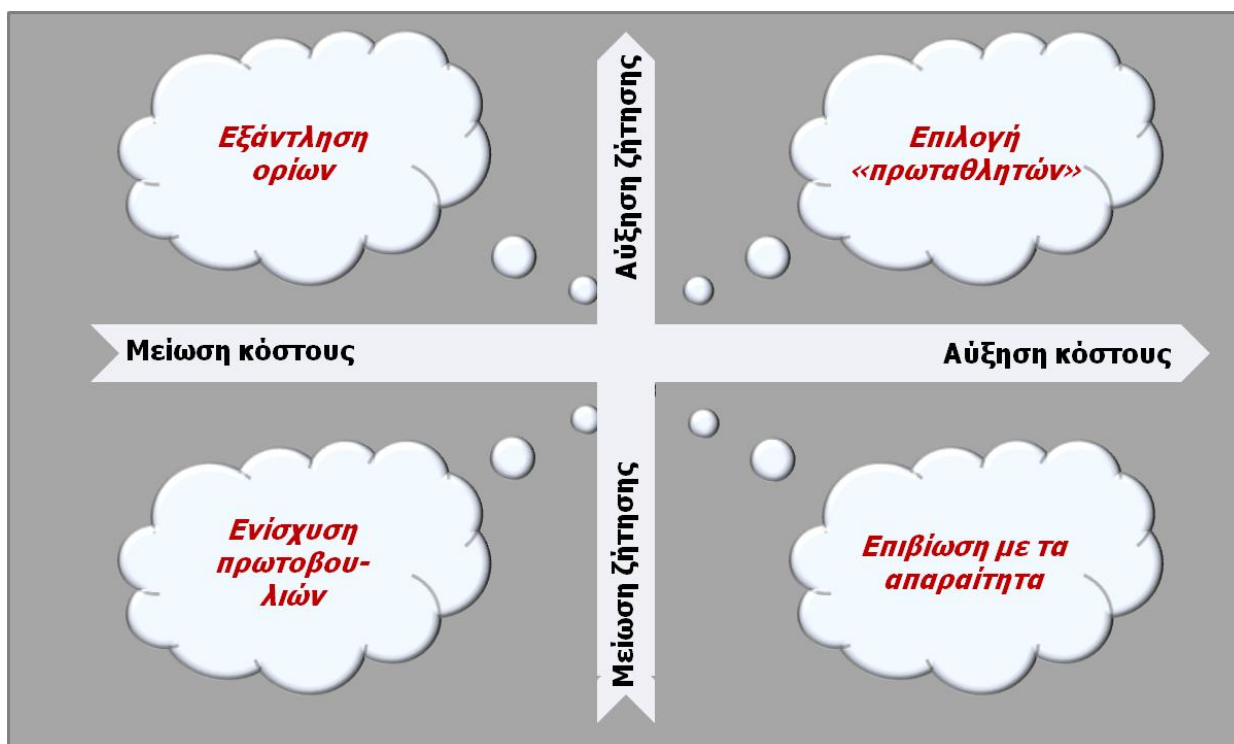 Εξάντληση
ορίων
Αύξηση ζήτησης
Επιλογή
«πρωταθλητών»
Μείωση κόστους
Αύξηση κόστους
Ενίσχυση
πρωτοβου-
λιών
Μείωση ζήτησης
Επιβίωση με τα
απαραίτητα